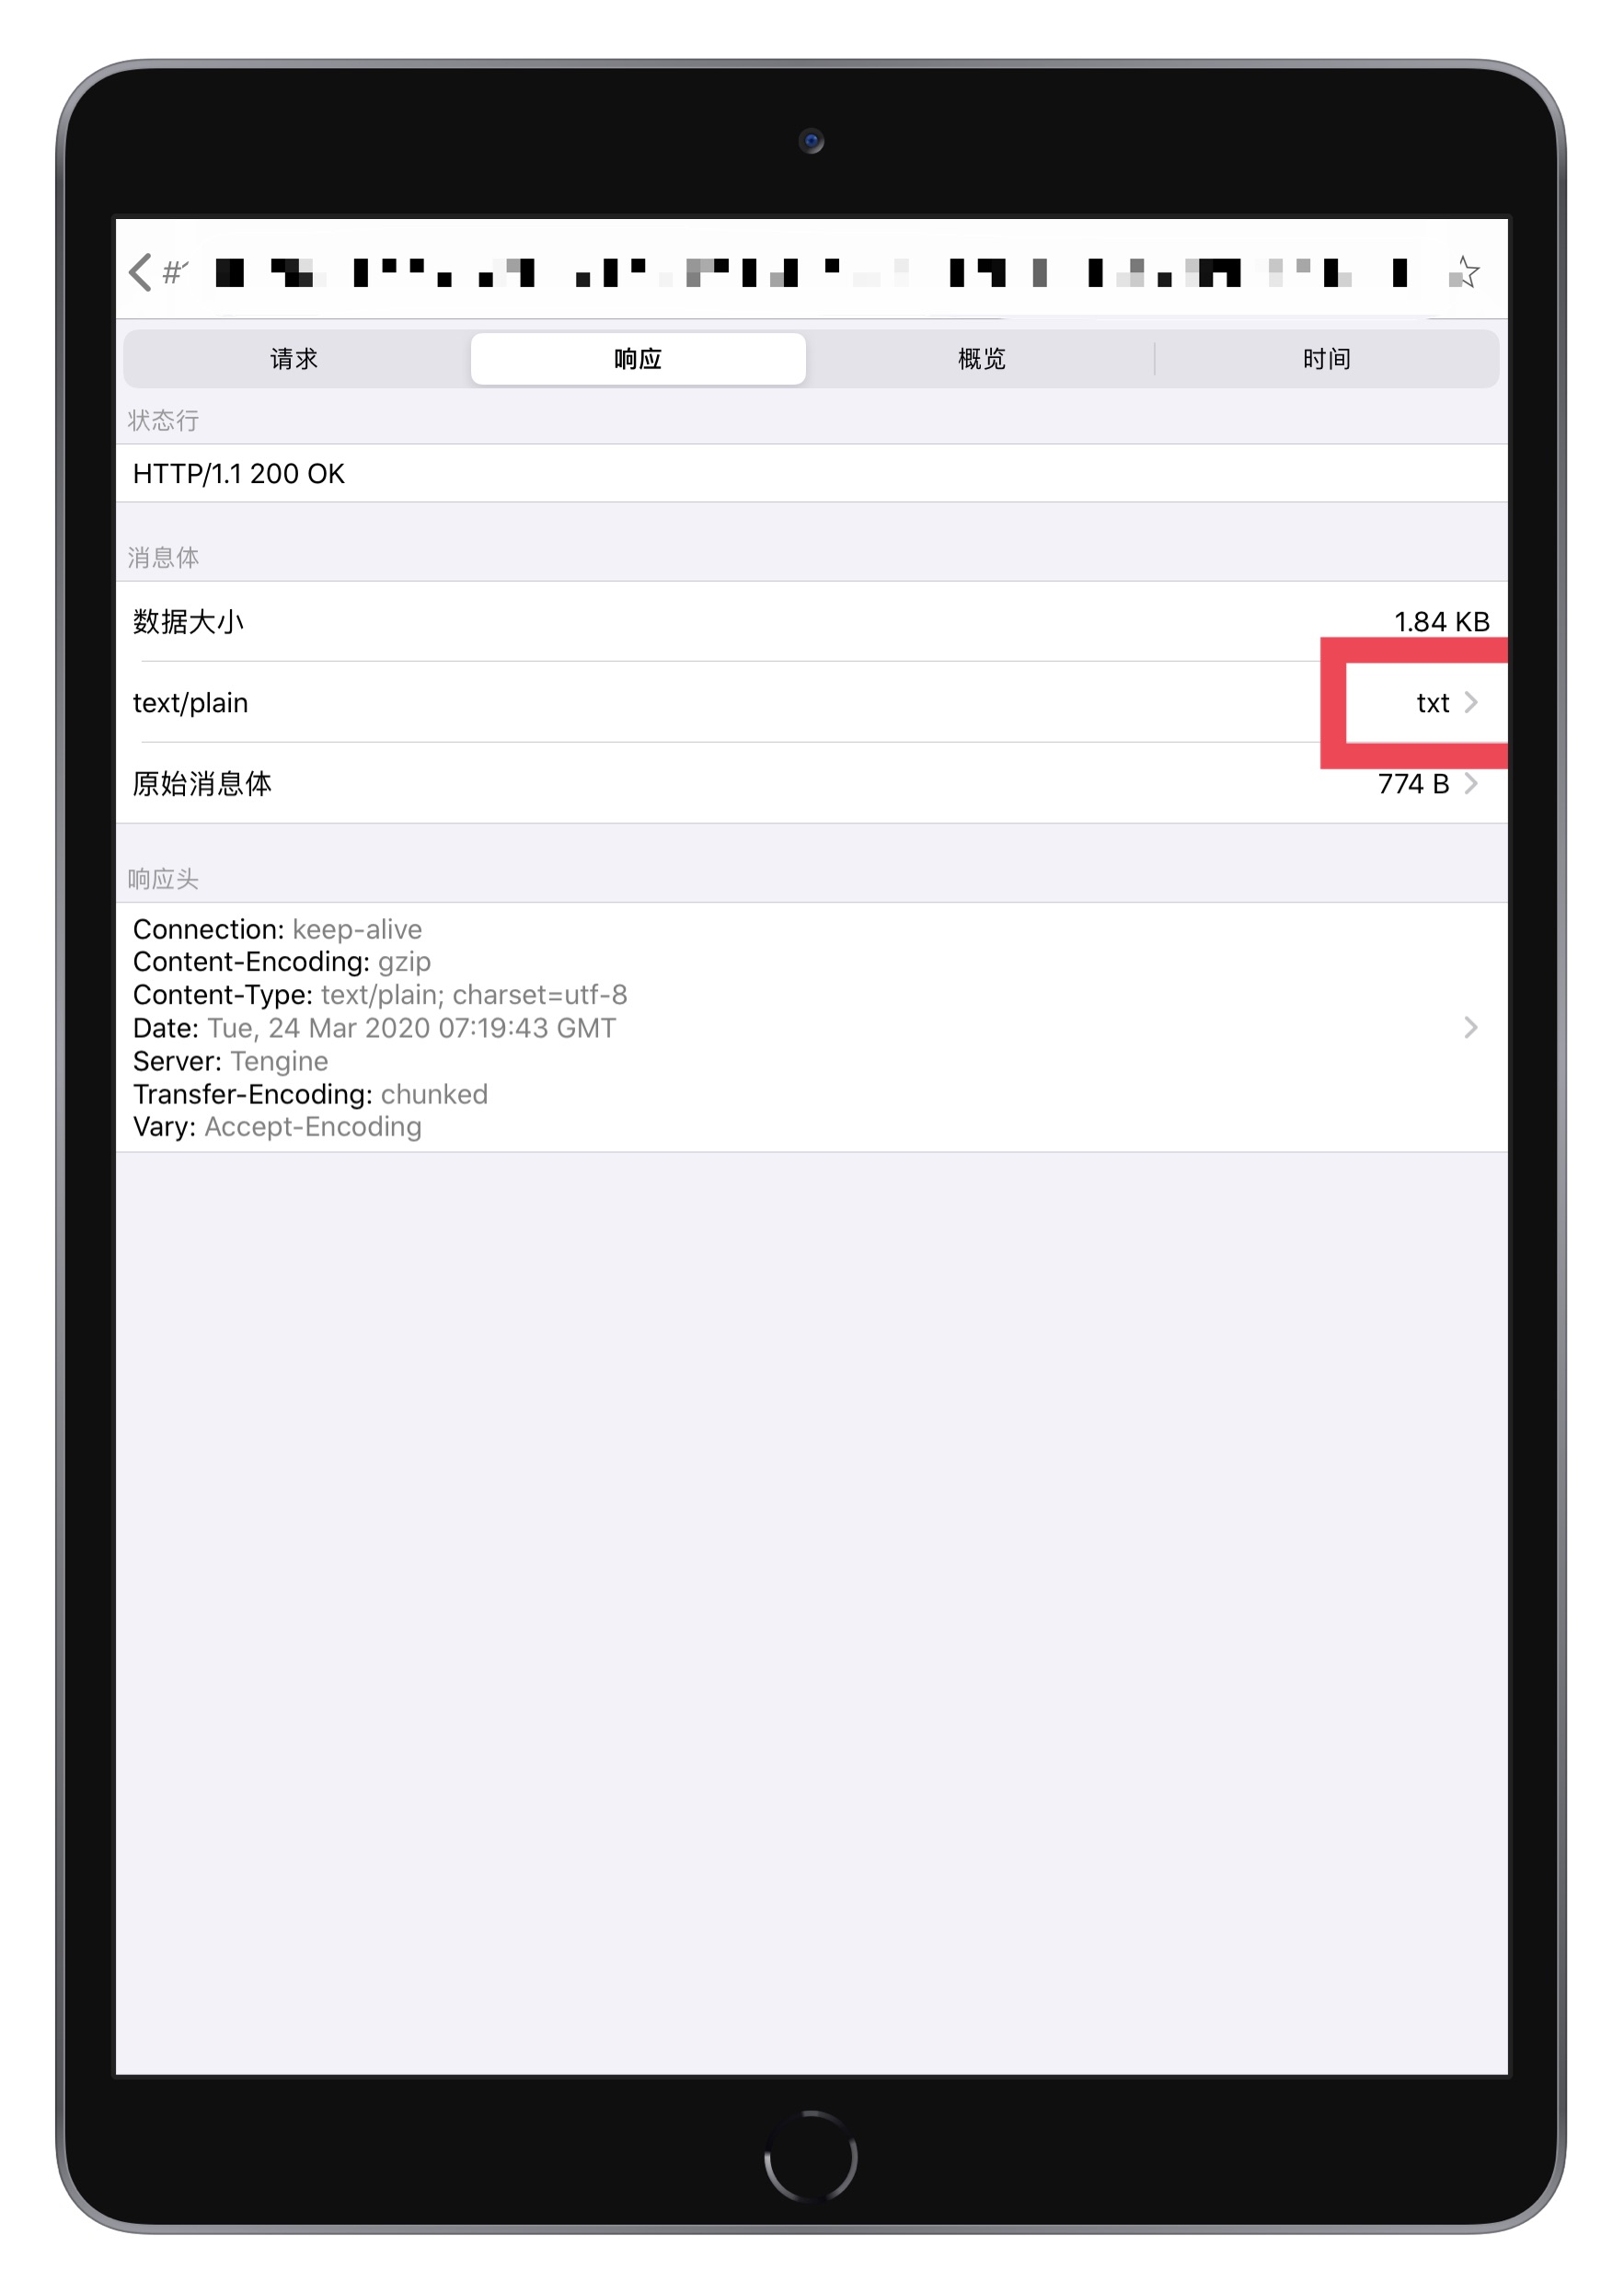 请求 响应 概览 时间
状态行
HTTP/1.1 200 OK
消息体
数据大小 1.84 KB
text/plain txt
原始消息体 774 B
响应头
Connection: keep-alive
Content-Encoding: gzip
Content-Type: text/plain; charset=utf-8
Date: Tue, 24 Mar 2020 07:19:43 GMT
Server: Tengine
Transfer-Encoding: chunked
Vary: Accept-Encoding